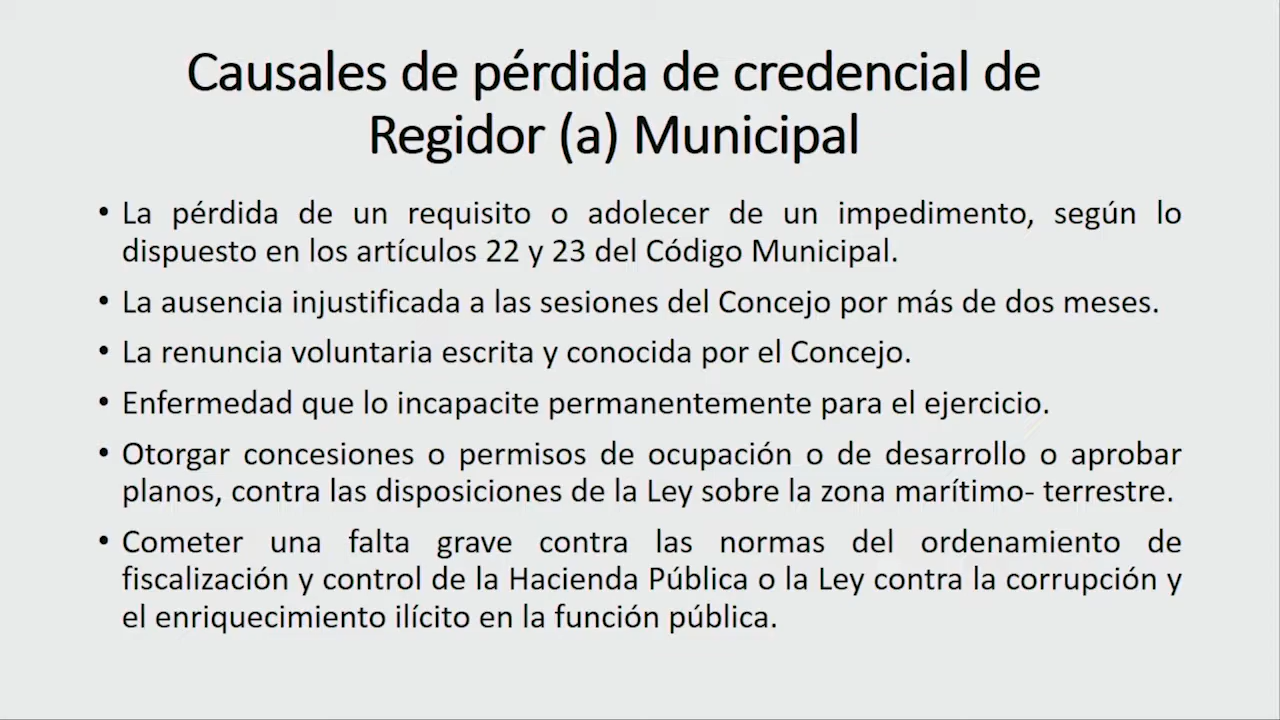 Causales de pérdida de credencial de
Regidor (a) Municipal
• La pérdida de un requisito o adolecer de un impedimento, según lo
dispuesto en los artículos 22 y 23 del Código Municipal.
• La ausencia injustificada a las sesiones del Concejo por más de dos meses.
• La renuncia voluntaria escrita y conocida por el Concejo.
• Enfermedad que lo incapacite permanentemente para el ejercicio.
• Otorgar concesiones o permisos de ocupación o de desarrollo o aprobar
planos, contra las disposiciones de la Ley sobre la zona marítimo- terrestre.
• Cometer una falta grave contra las normas del ordenamiento de
fiscalización y control de la Hacienda Pública o la Ley contra la corrupción y
el enriquecimiento ilícito en la función pública.